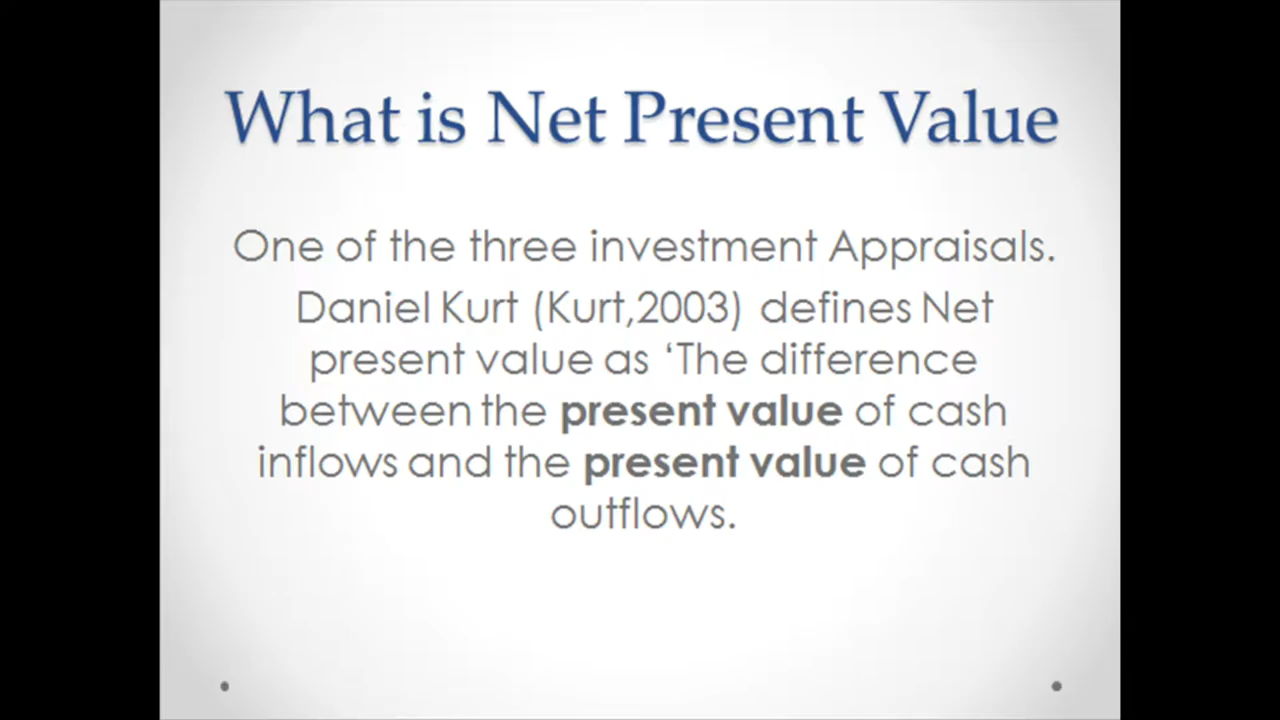 What is Net Present Value
One of the three investment Appraisals.
Daniel Kurt (Kurt,2003) defines Net
present value as ‘The difference
between the present value of cash
inflows and the present value of cash
outflows.